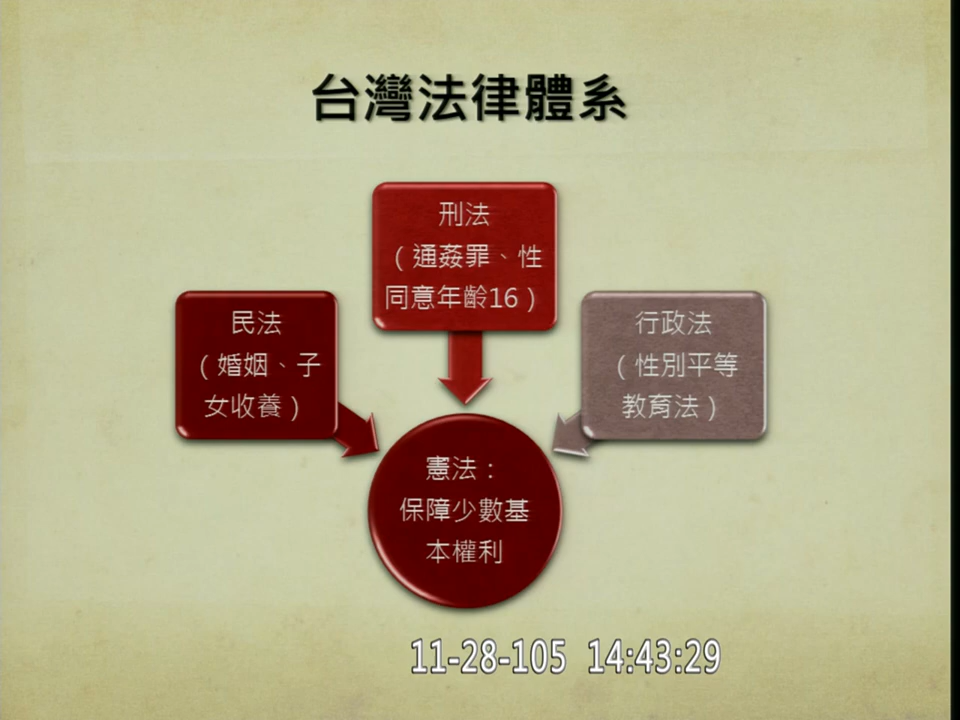 台灣法律體系
刑法
（通姦罪、性
同意年齡16）
民法
（婚姻、子
女收養）
行政法
（性別平等
教育法）
憲法：
保障少數基
本權利
11-28-105 14:43:29